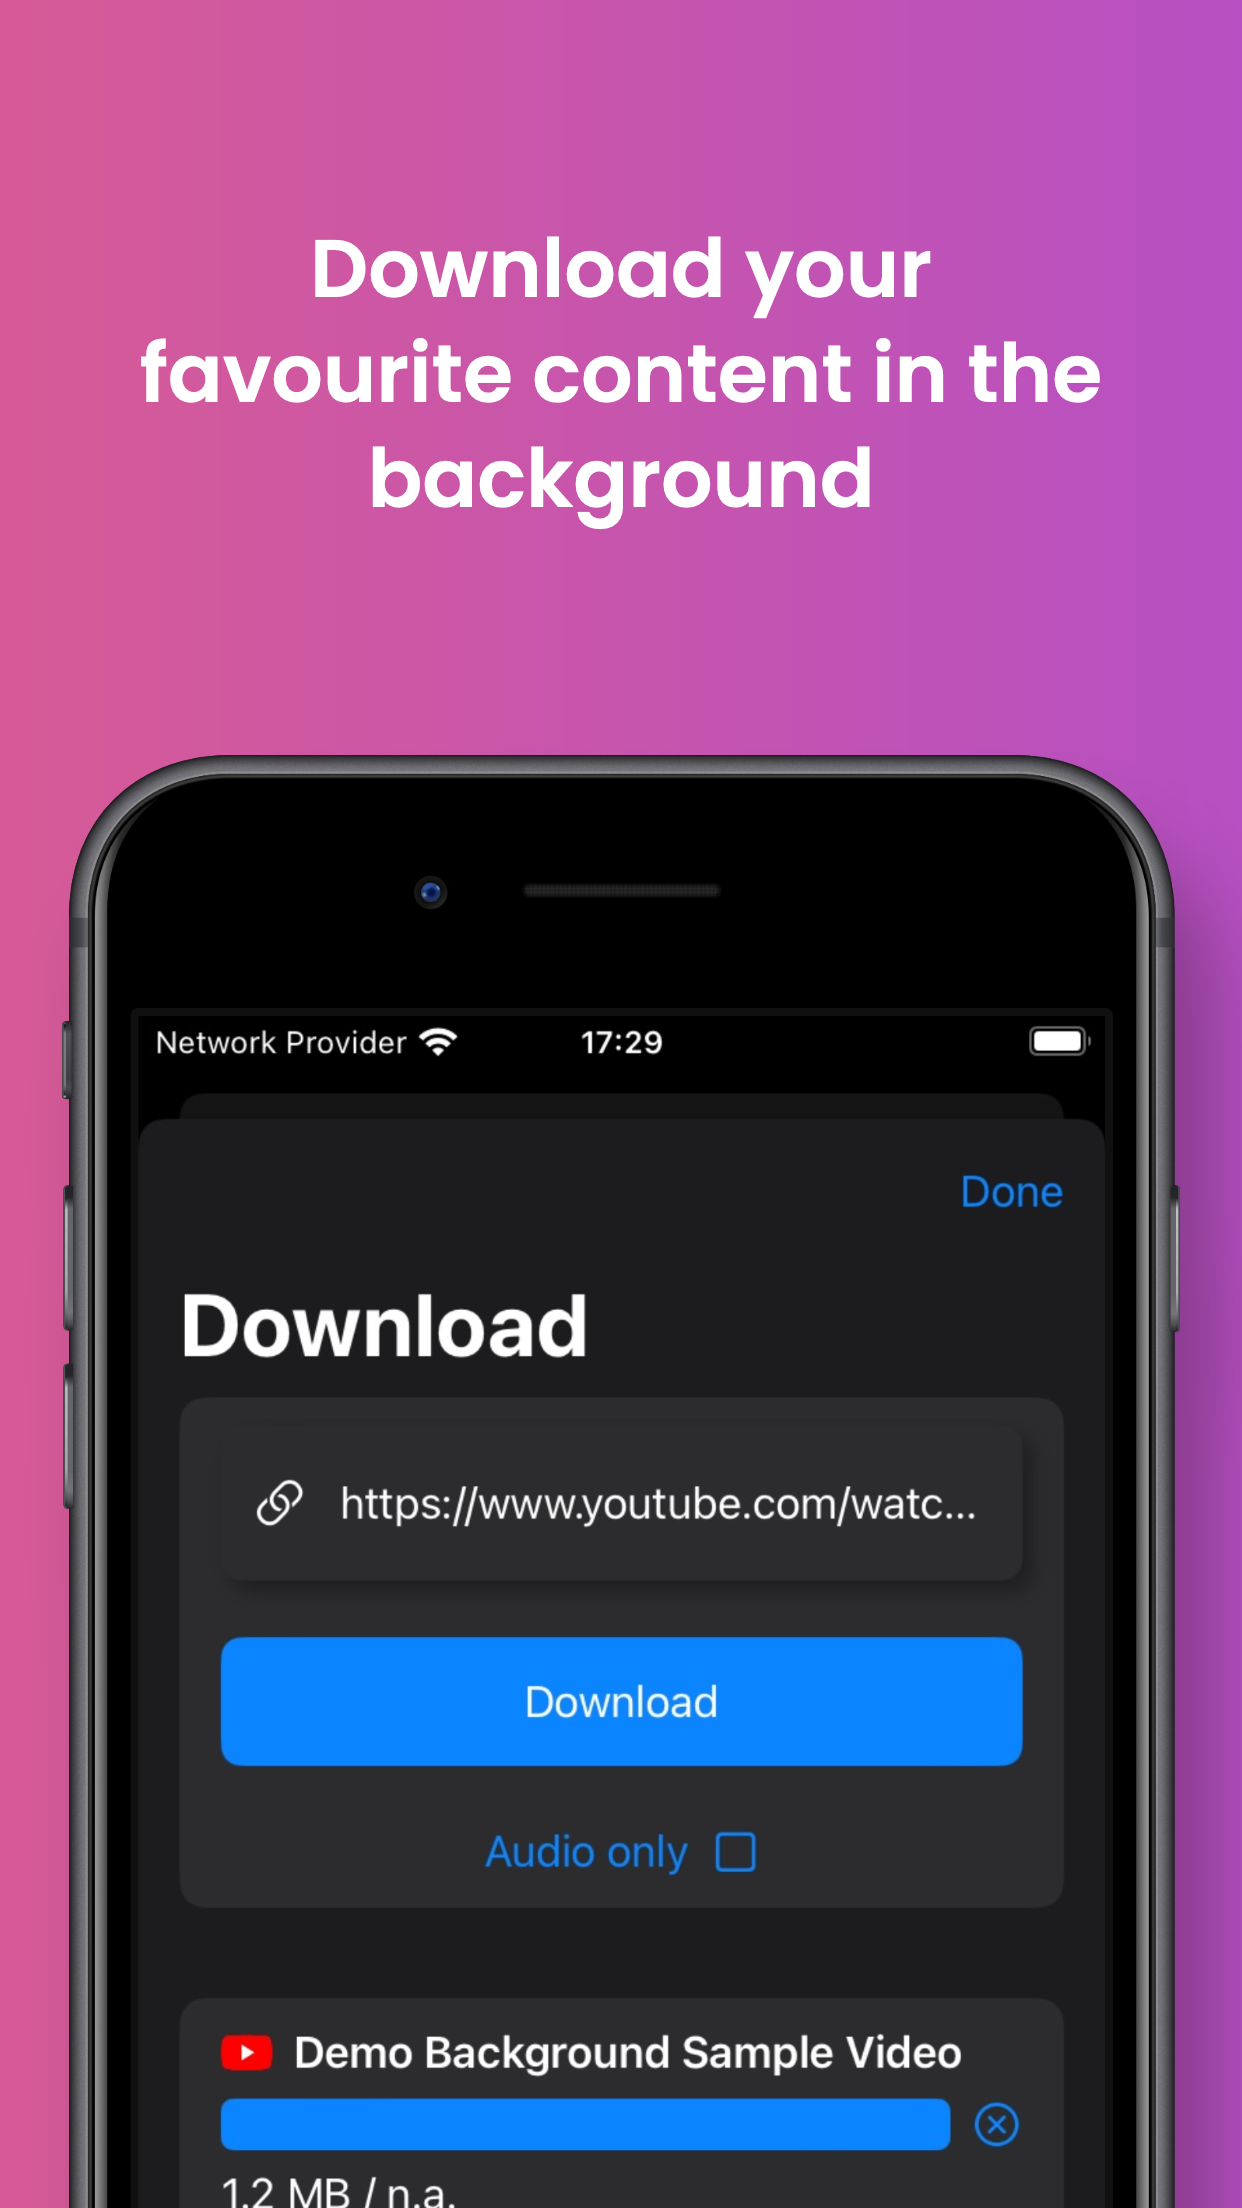 Download your
favourite content in the
background
Network Provider 17:29
Done
Download
https://www.youtube.com/watc...
Download
Audio only
Demo Background Sample Video
1.2 MB / n.a.